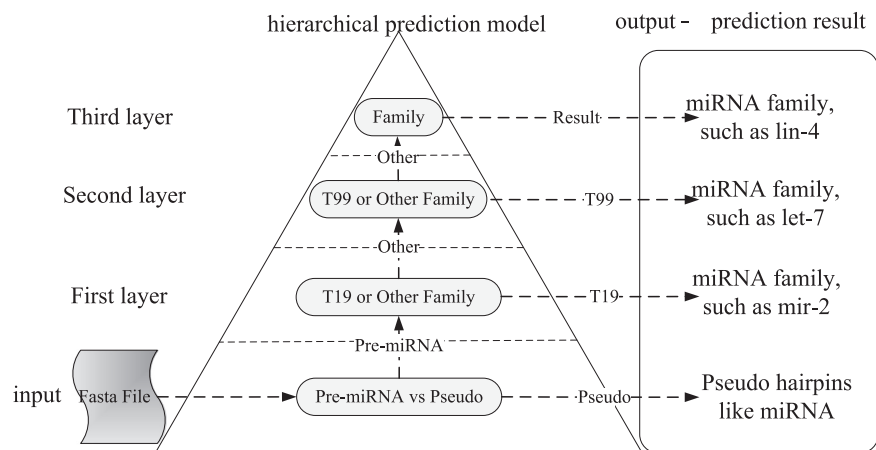 hierarchical prediction model
output - prediction result
Third layer
Family
Result
miRNA family,
such as lin-4
Other
Second layer
T99 or Other Family
T99
miRNA family,
such as let-7
Other
First layer
T19 or Other Family
T19
miRNA family,
such as mir-2
Pre-miRNA
input
Fasta File
Pre-miRNA vs Pseudo
Pseudo
Pseudo hairpins
like miRNA